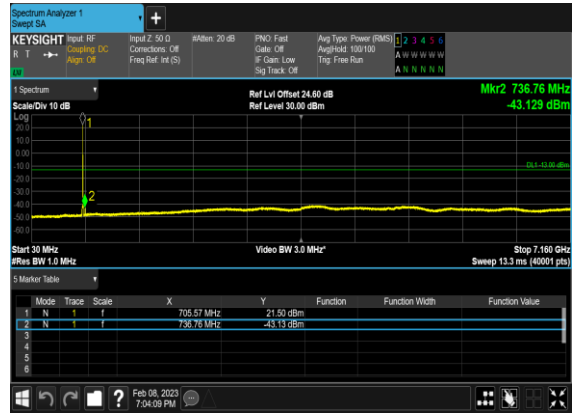 Spectrum Analyzer 1
Swept SA
+
KEYSIGHT Input: RF Input Z: 50 Ω #Atten: 20 dB PNO: Fast Avg Type: Power (RMS) 1 2 3 4 5 6
R T Coupling: DC Corrections: Off Gate: Off Avg|Hold: 100/100 A W W W W W
Align: Off Freq Ref: Int (S) IF Gain: Low Trig: Free Run
Sig Track: Off A N N N N N
1 Spectrum Ref Lvl Offset 24.60 dB Mkr2 736.76 MHz
Scale/Div 10 dB Ref Level 30.00 dBm -43.129 dBm
Log
20.0
10.0
0.00
-10.0
-20.0
-30.0
-40.0
-50.0
-60.0
1
2
DL1 -13.00 dBm
Start 30 MHz Video BW 3.0 MHz* Stop 7.160 GHz
#Res BW 1.0 MHz Sweep 13.3 ms (40001 pts)
5 Marker Table
Mode Trace Scale X Y Function Function Width Function Value
1 N 1 f 705.57 MHz 21.50 dBm
2 N 1 f 736.76 MHz -43.13 dBm
3
4
5
6
? Feb 08, 2023
7:04:09 PM